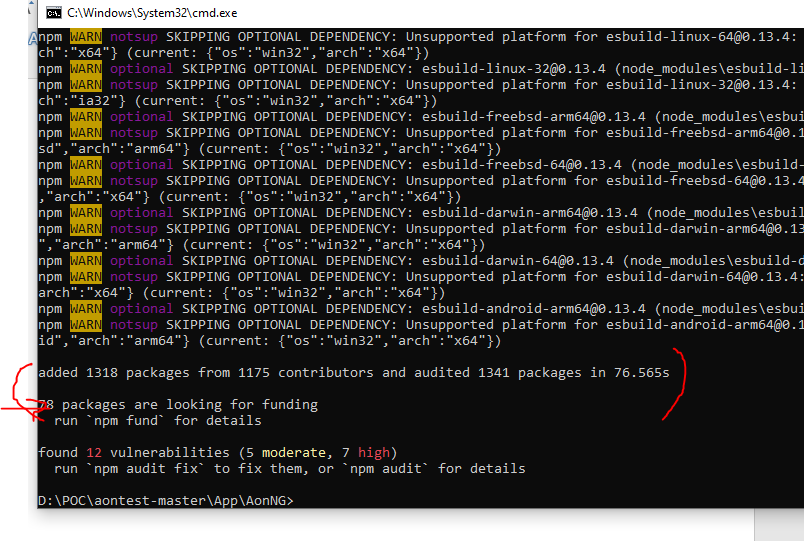 C:\Windows\System32\cmd.exe
npm WARN notsup SKIPPING OPTIONAL DEPENDENCY: Unsupported platform for esbuild-linux-64@0.13.4:
ch":"x64"} (current: {"os":"win32","arch":"x64"})
npm WARN optional SKIPPING OPTIONAL DEPENDENCY: esbuild-linux-32@0.13.4 (node_modules\esbuild-li
npm WARN notsup SKIPPING OPTIONAL DEPENDENCY: Unsupported platform for esbuild-linux-32@0.13.4:
ch":"ia32"} (current: {"os":"win32","arch":"x64"})
npm WARN optional SKIPPING OPTIONAL DEPENDENCY: esbuild-freebsd-arm64@0.13.4 (node_modules\esbui
npm WARN notsup SKIPPING OPTIONAL DEPENDENCY: Unsupported platform for esbuild-freebsd-arm64@0.1
sd","arch":"arm64"} (current: {"os":"win32","arch":"x64"})
npm WARN optional SKIPPING OPTIONAL DEPENDENCY: esbuild-freebsd-64@0.13.4 (node_modules\esbuild-
npm WARN notsup SKIPPING OPTIONAL DEPENDENCY: Unsupported platform for esbuild-freebsd-64@0.13.4
,"arch":"x64"} (current: {"os":"win32","arch":"x64"})
npm WARN optional SKIPPING OPTIONAL DEPENDENCY: esbuild-darwin-arm64@0.13.4 (node_modules\esbuil
npm WARN notsup SKIPPING OPTIONAL DEPENDENCY: Unsupported platform for esbuild-darwin-arm64@0.13
","arch":"arm64"} (current: {"os":"win32","arch":"x64"})
npm WARN optional SKIPPING OPTIONAL DEPENDENCY: esbuild-darwin-64@0.13.4 (node_modules\esbuild-d
npm WARN notsup SKIPPING OPTIONAL DEPENDENCY: Unsupported platform for esbuild-darwin-64@0.13.4:
arch":"x64"} (current: {"os":"win32","arch":"x64"})
npm WARN optional SKIPPING OPTIONAL DEPENDENCY: esbuild-android-arm64@0.13.4 (node_modules\esbui
npm WARN notsup SKIPPING OPTIONAL DEPENDENCY: Unsupported platform for esbuild-android-arm64@0.1
id","arch":"arm64"} (current: {"os":"win32","arch":"x64"})
added 1318 packages from 1175 contributors and audited 1341 packages in 76.565s
78 packages are looking for funding
run `npm fund` for details
found 12 vulnerabilities (5 moderate, 7 high)
run `npm audit fix` to fix them, or `npm audit` for details
D:\POC\aontest-master\App\AonNG>